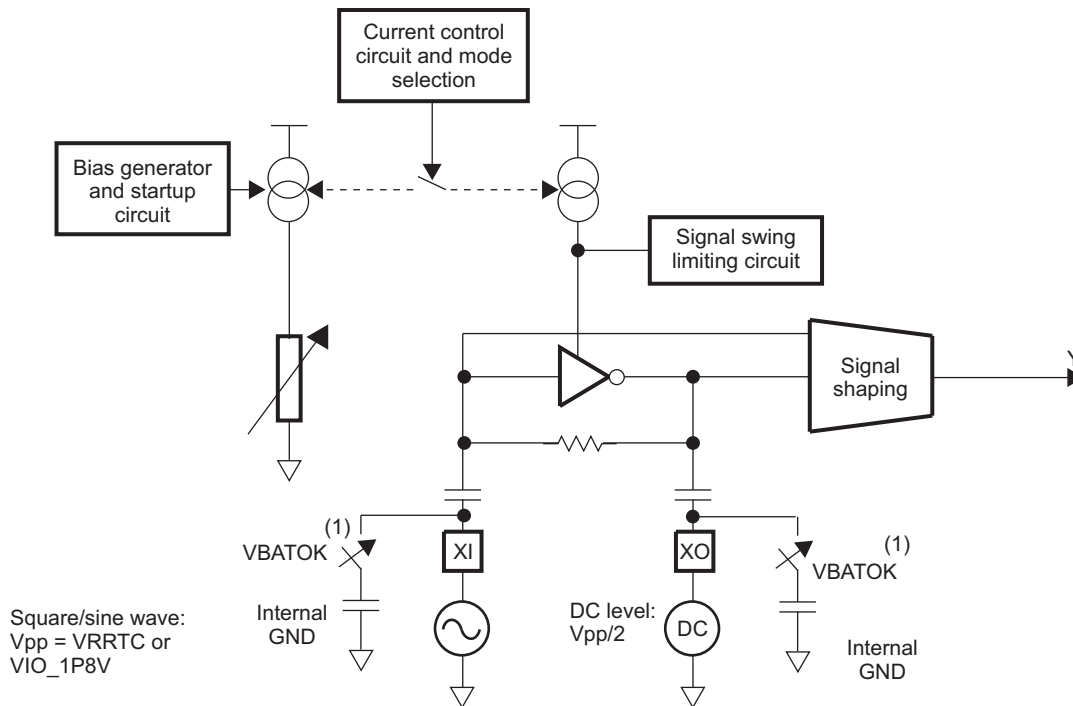 Current control
circuit and mode
selection
Bias generator
and startup
circuit
Signal swing
limiting circuit
Signal
shaping
Y
(1)
VBATOK
XI
XO
(1)
VBATOK
Internal
GND
DC level:
Vpp/2
DC
Internal
GND
Square/sine wave:
Vpp = VRRTC or
VIO_1P8V